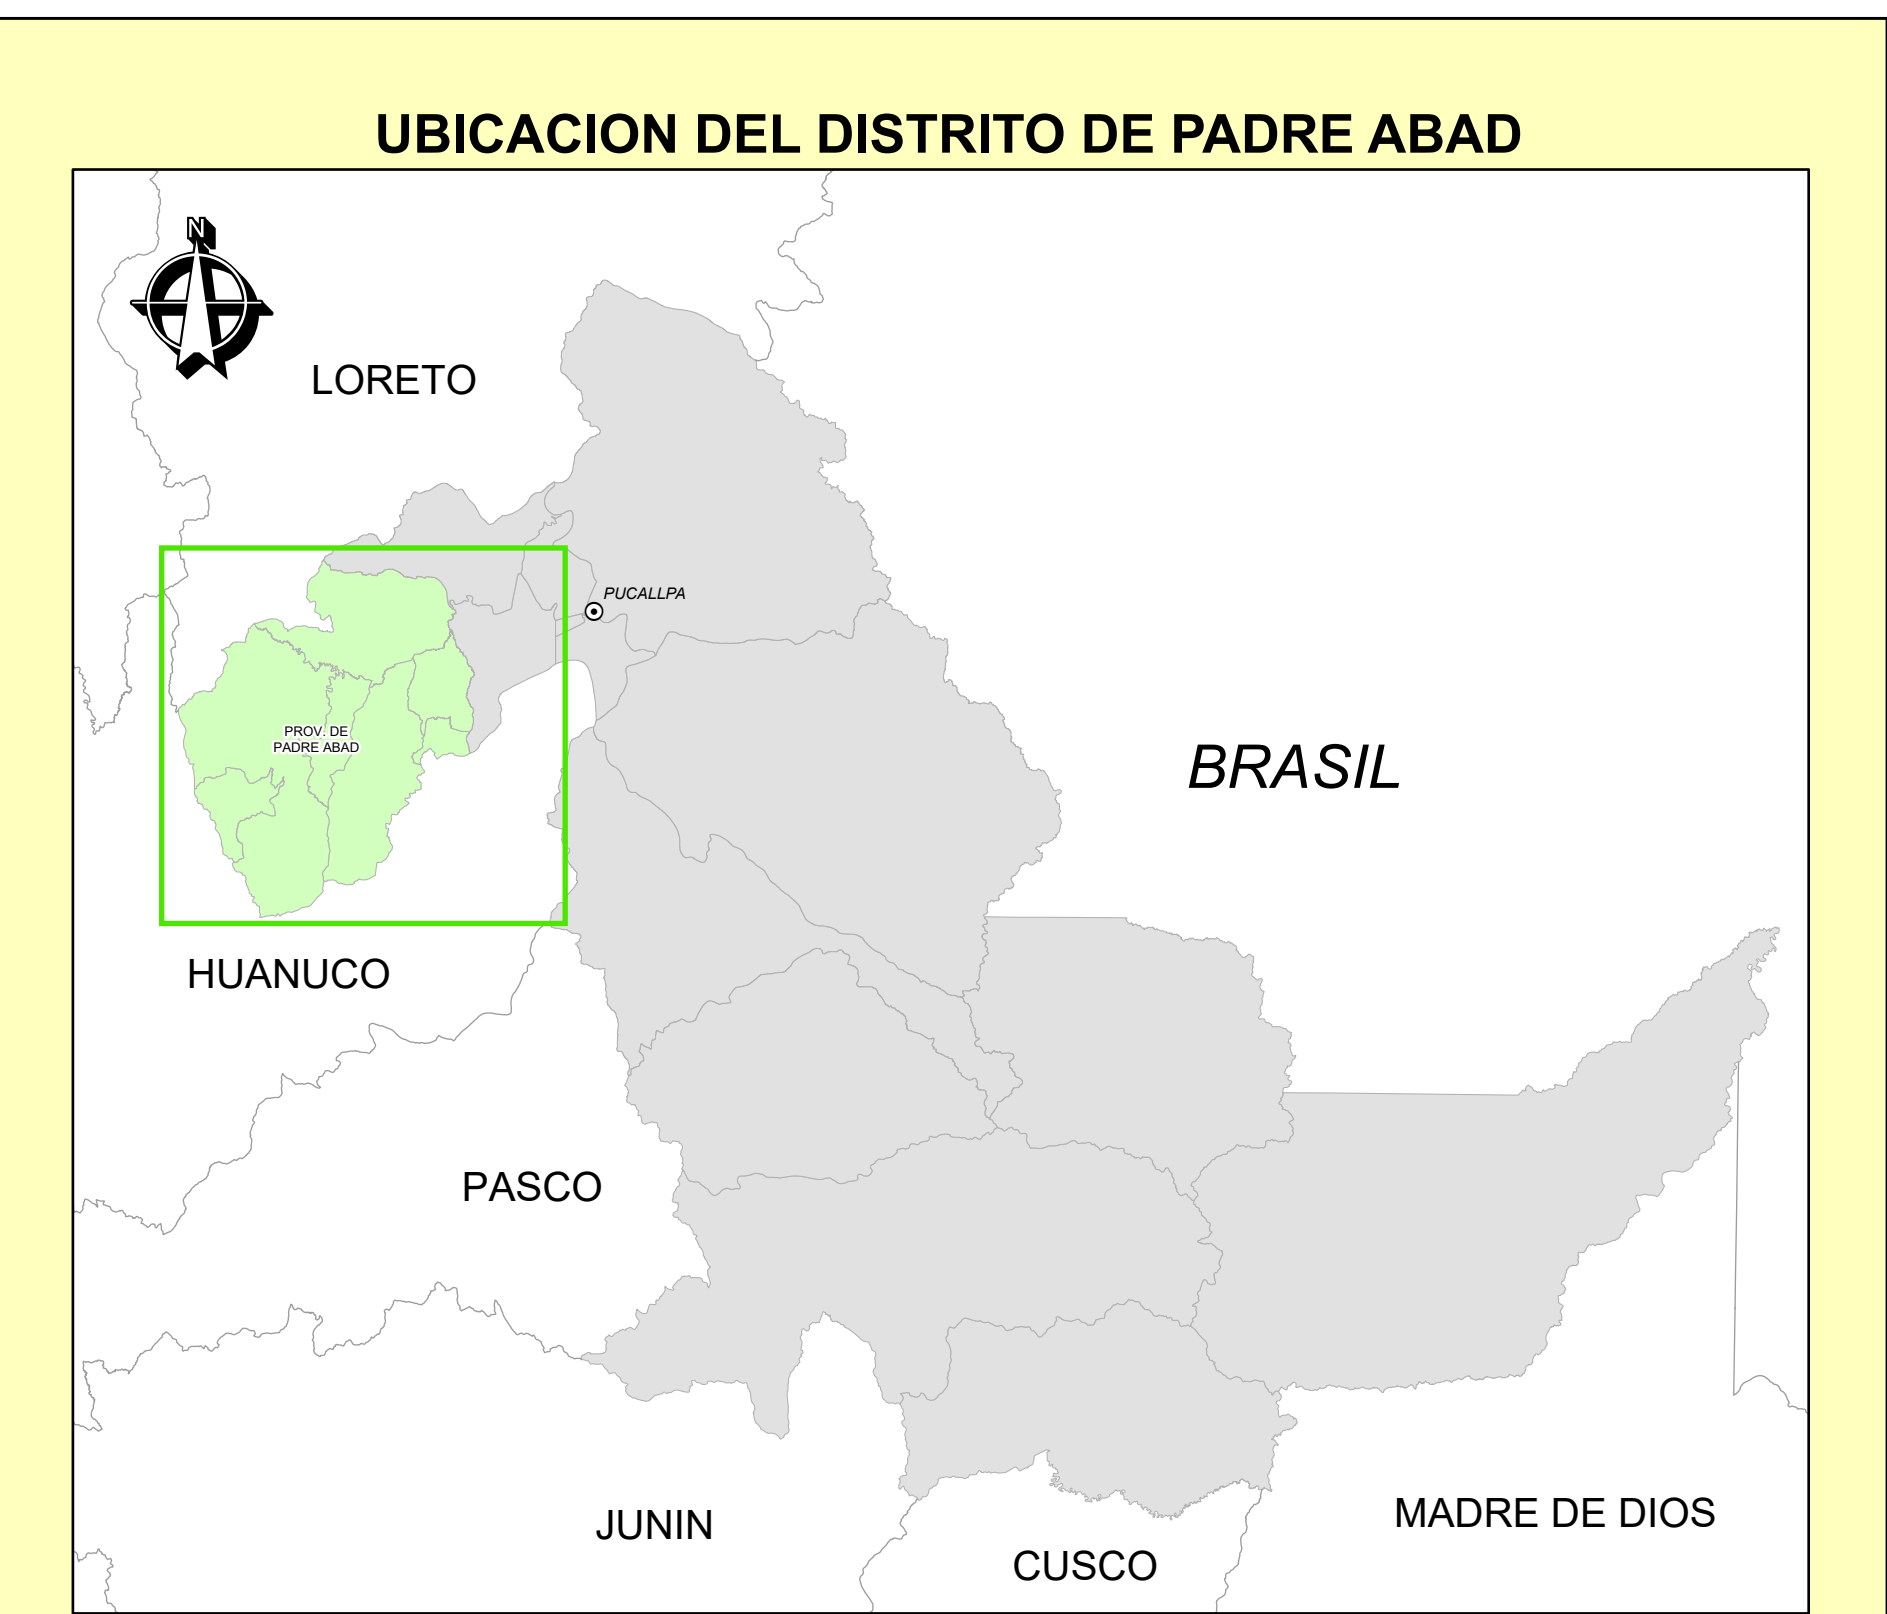 UBICACION DEL DISTRITO DE PADRE ABAD
N
LORETO
PUCALLPA
PROV. DE
PADRE ABAD
BRASIL
HUANUCO
PASCO
JUNIN
MADRE DE DIOS
CUSCO